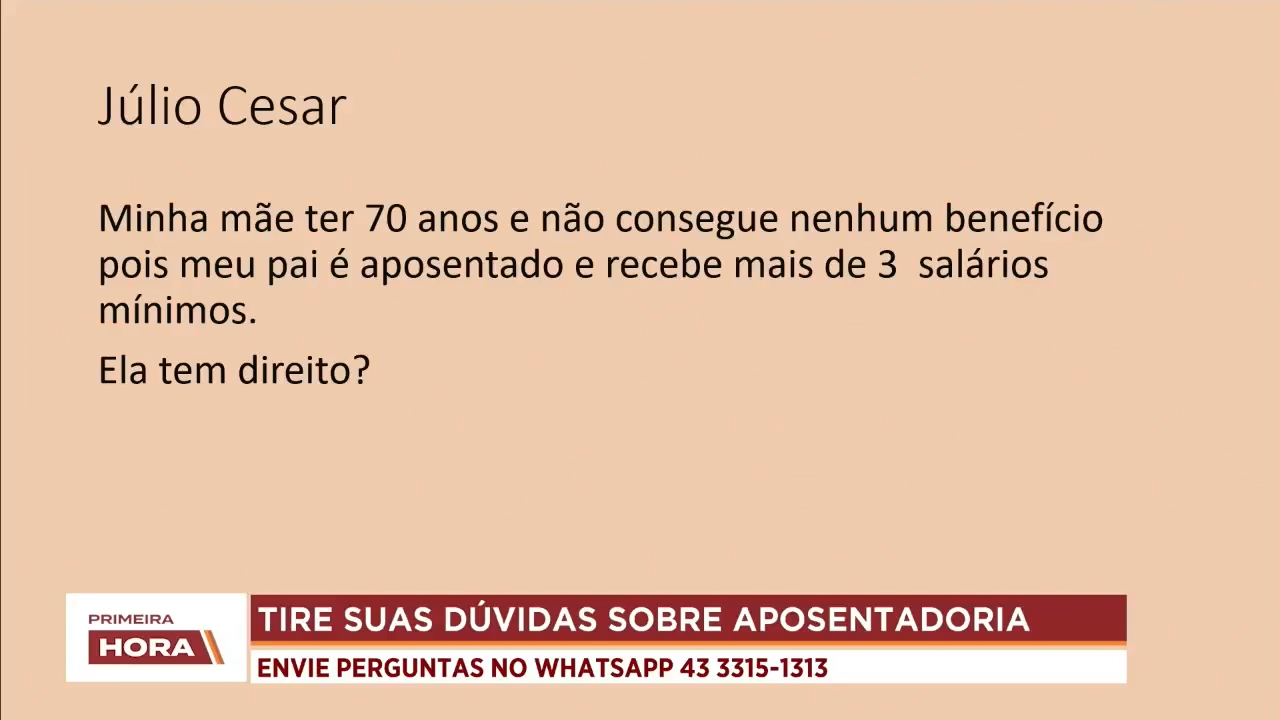 Júlio Cesar
Minha mãe ter 70 anos e não consegue nenhum benefício
pois meu pai é aposentado e recebe mais de 3  salários
mínimos.
Ela tem direito?
PRIMEIRA
HORA
TIRE SUAS DÚVIDAS SOBRE APOSENTADORIA
ENVIE PERGUNTAS NO WHATSAPP 43 3315-1313